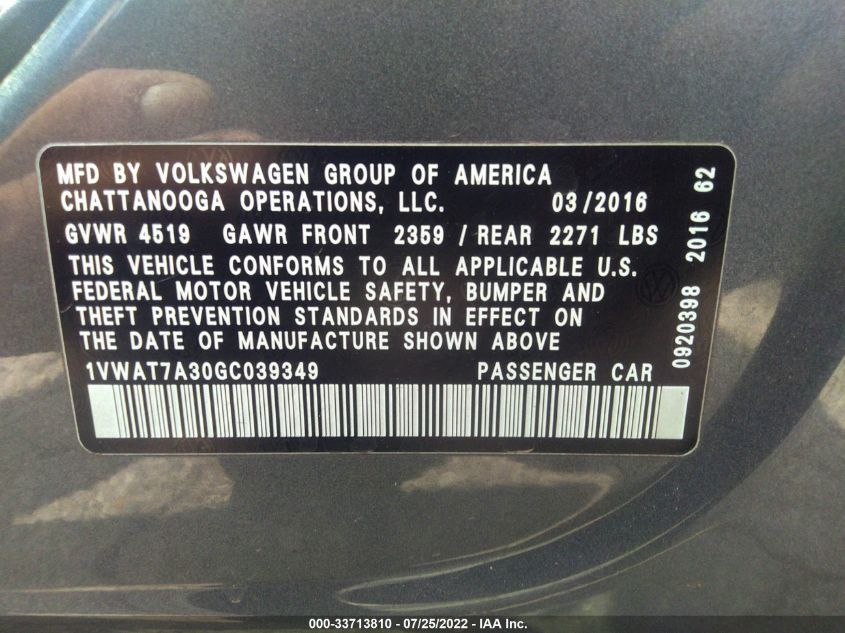 MFD BY VOLKSWAGEN GROUP OF AMERICA
CHATTANOOGA OPERATIONS, LLC. 03/2016
GVWR 4519 GAWR FRONT 2359 / REAR 2271 LBS
THIS VEHICLE CONFORMS TO ALL APPLICABLE U.S.
FEDERAL MOTOR VEHICLE SAFETY, BUMPER AND
THEFT PREVENTION STANDARDS IN EFFECT ON
THE DATE OF MANUFACTURE SHOWN ABOVE
1VWAT7A30GC039349 PASSENGER CAR
0920398 2016 62
000-33713810 - 07/25/2022 - IAA Inc.